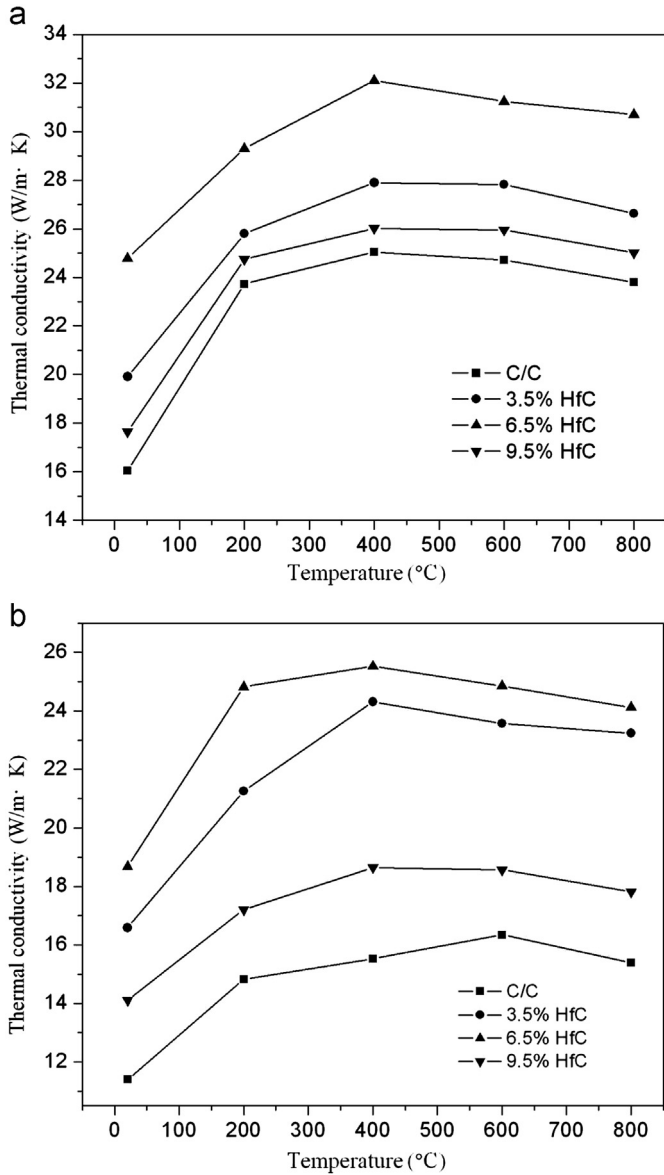 a
34
32
30
28
26
24
22
20
18
16
14
Thermal conductivity (W/m· K)
C/C
3.5% HfC
6.5% HfC
9.5% HfC
0 100 200 300 400 500 600 700 800
Temperature (°C)
b
26
24
22
20
18
16
14
12
Thermal conductivity (W/m· K)
C/C
3.5% HfC
6.5% HfC
9.5% HfC
0 100 200 300 400 500 600 700 800
Temperature (°C)